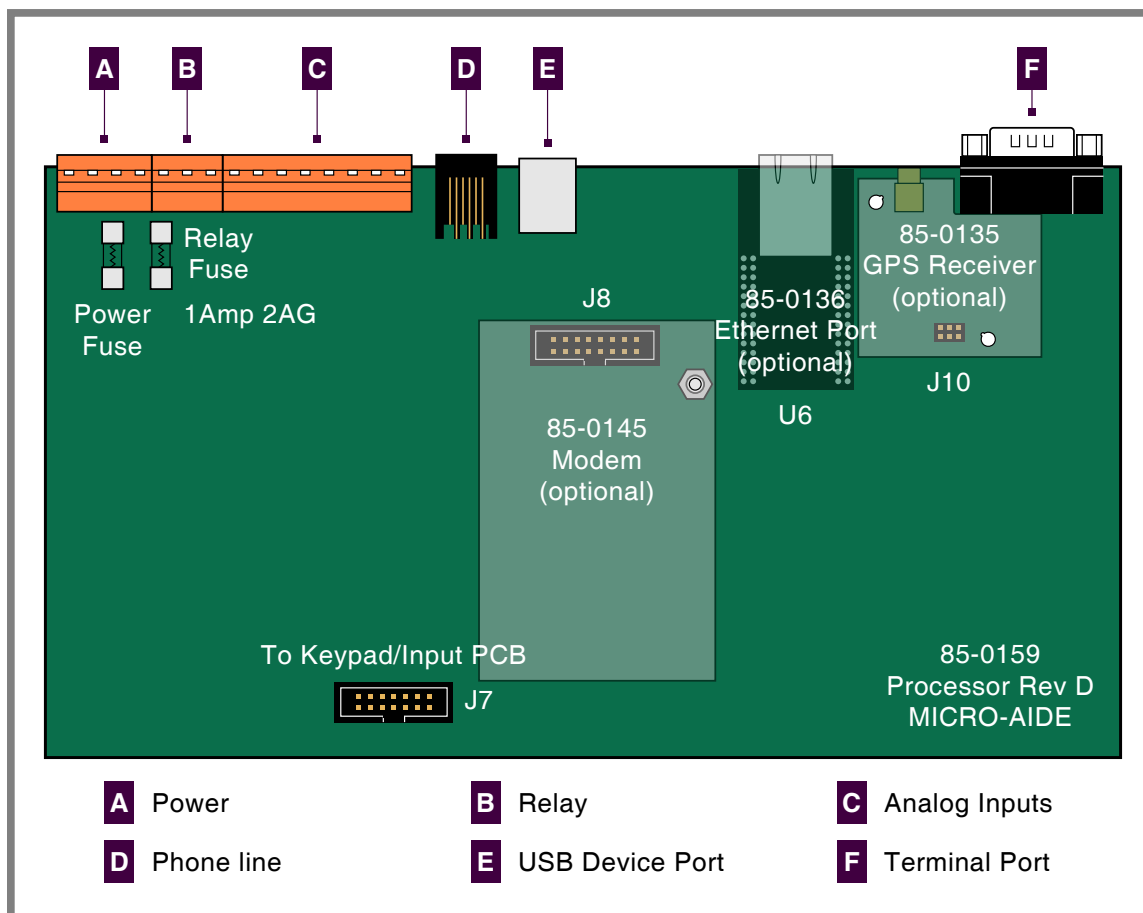 A
B
C
D
E
F
Relay
Fuse
Power
Fuse
1Amp 2AG
J8
85-0145
Modem
(optional)
85-0136
Ethernet Port
(optional)
U6
85-0135
GPS Receiver
(optional)
J10
To Keypad/Input PCB
J7
85-0159
Processor Rev D
MICRO-AIDE
A Power
B Relay
C Analog Inputs
D Phone line
E USB Device Port
F Terminal Port